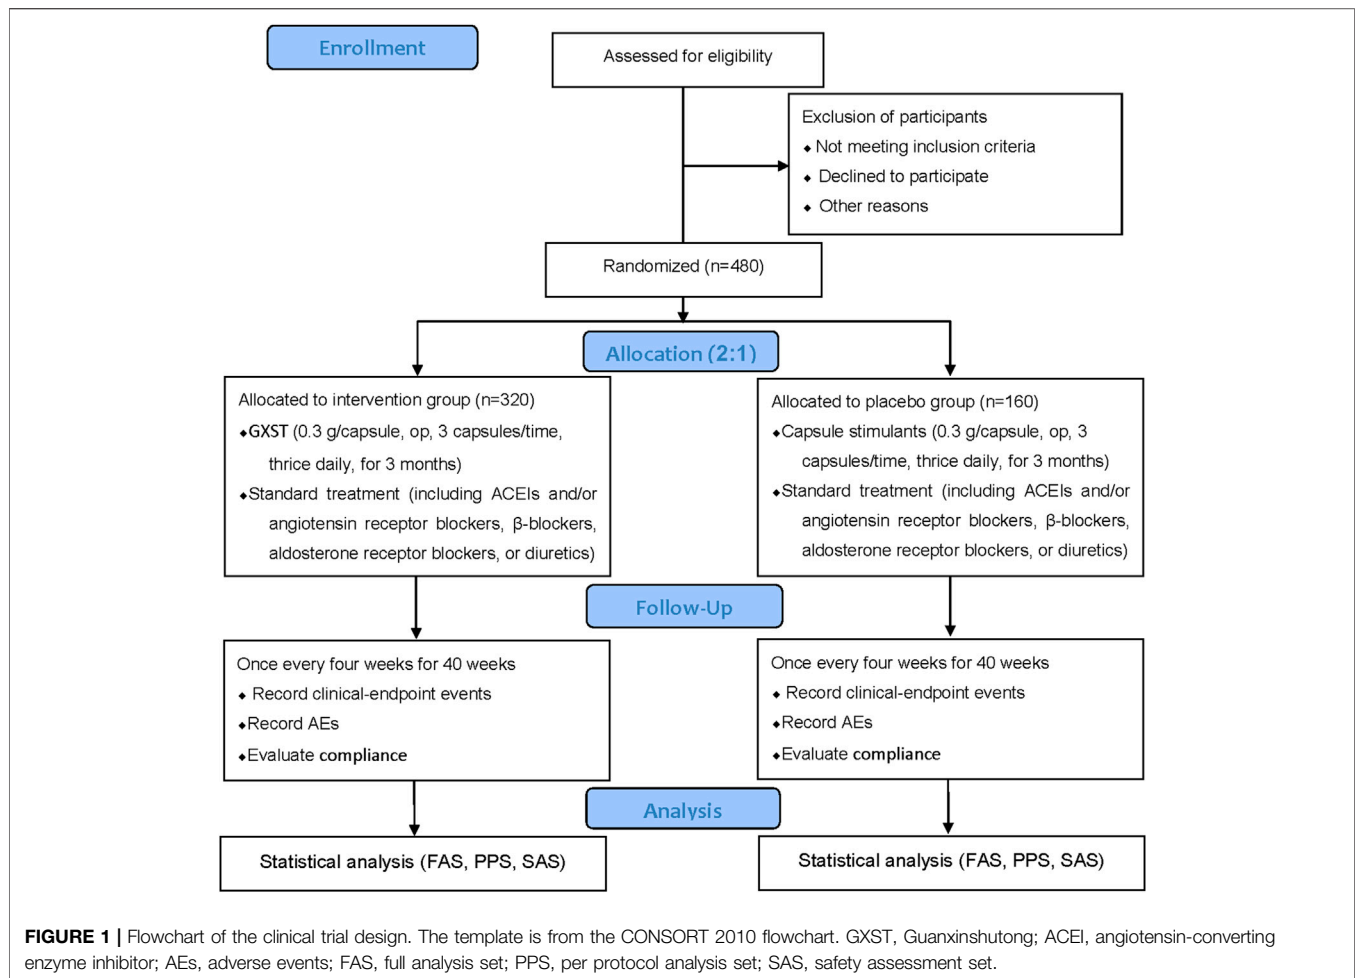 Enrollment
Assessed for eligibility
Exclusion of participants
◆ Not meeting inclusion criteria
◆ Declined to participate
◆ Other reasons
Randomized (n=480)
Allocation (2:1)
Allocated to intervention group (n=320)
◆GXST (0.3 g/capsule, op, 3 capsules/time,
thrice daily, for 3 months)
◆Standard treatment (including ACEIs and/or
angiotensin receptor blockers, β-blockers,
aldosterone receptor blockers, or diuretics)
Allocated to placebo group (n=160)
◆Capsule stimulants (0.3 g/capsule, op, 3
capsules/time, thrice daily, for 3 months)
◆Standard treatment (including ACEIs and/or
angiotensin receptor blockers, β-blockers,
aldosterone receptor blockers, or diuretics)
Follow-Up
Once every four weeks for 40 weeks
◆ Record clinical-endpoint events
◆Record AEs
◆Evaluate compliance
Once every four weeks for 40 weeks
◆ Record clinical-endpoint events
◆Record AEs
◆Evaluate compliance
Analysis
Statistical analysis (FAS, PPS, SAS)
Statistical analysis (FAS, PPS, SAS)
FIGURE 1 | Flowchart of the clinical trial design. The template is from the CONSORT 2010 flowchart. GXST, Guanxinshutong; ACEI, angiotensin-converting
enzyme inhibitor; AEs, adverse events; FAS, full analysis set; PPS, per protocol analysis set; SAS, safety assessment set.